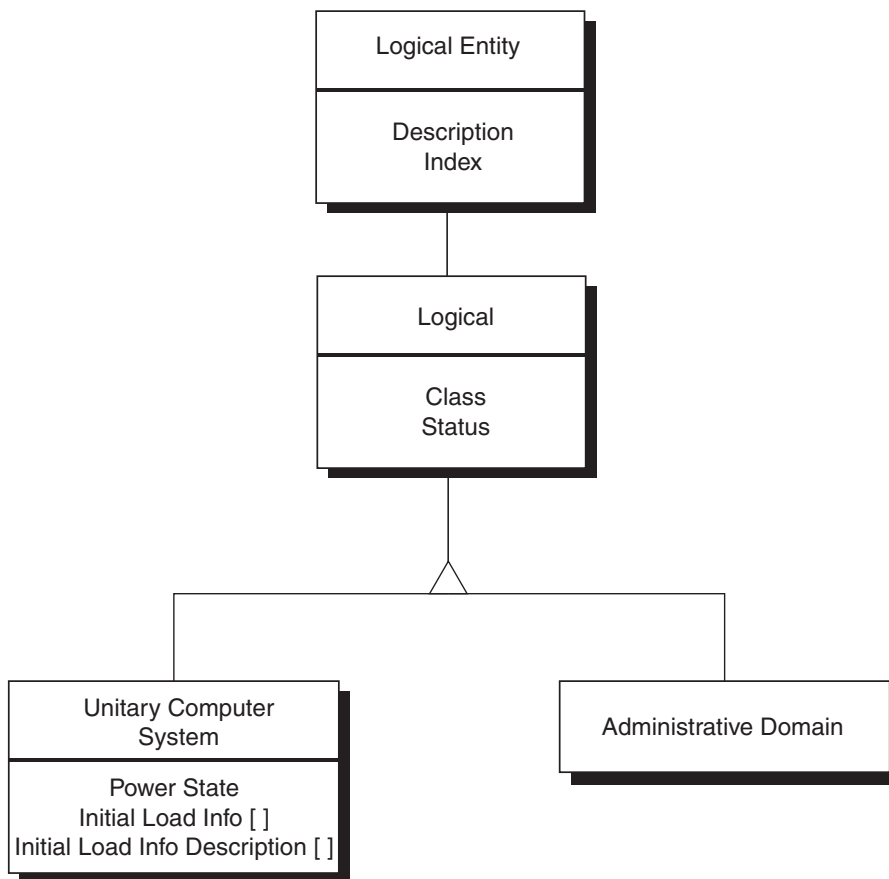 Logical Entity
Description
Index
Logical
Class
Status
Unitary Computer
System
Power State
Initial Load Info [ ]
Initial Load Info Description [ ]
Administrative Domain